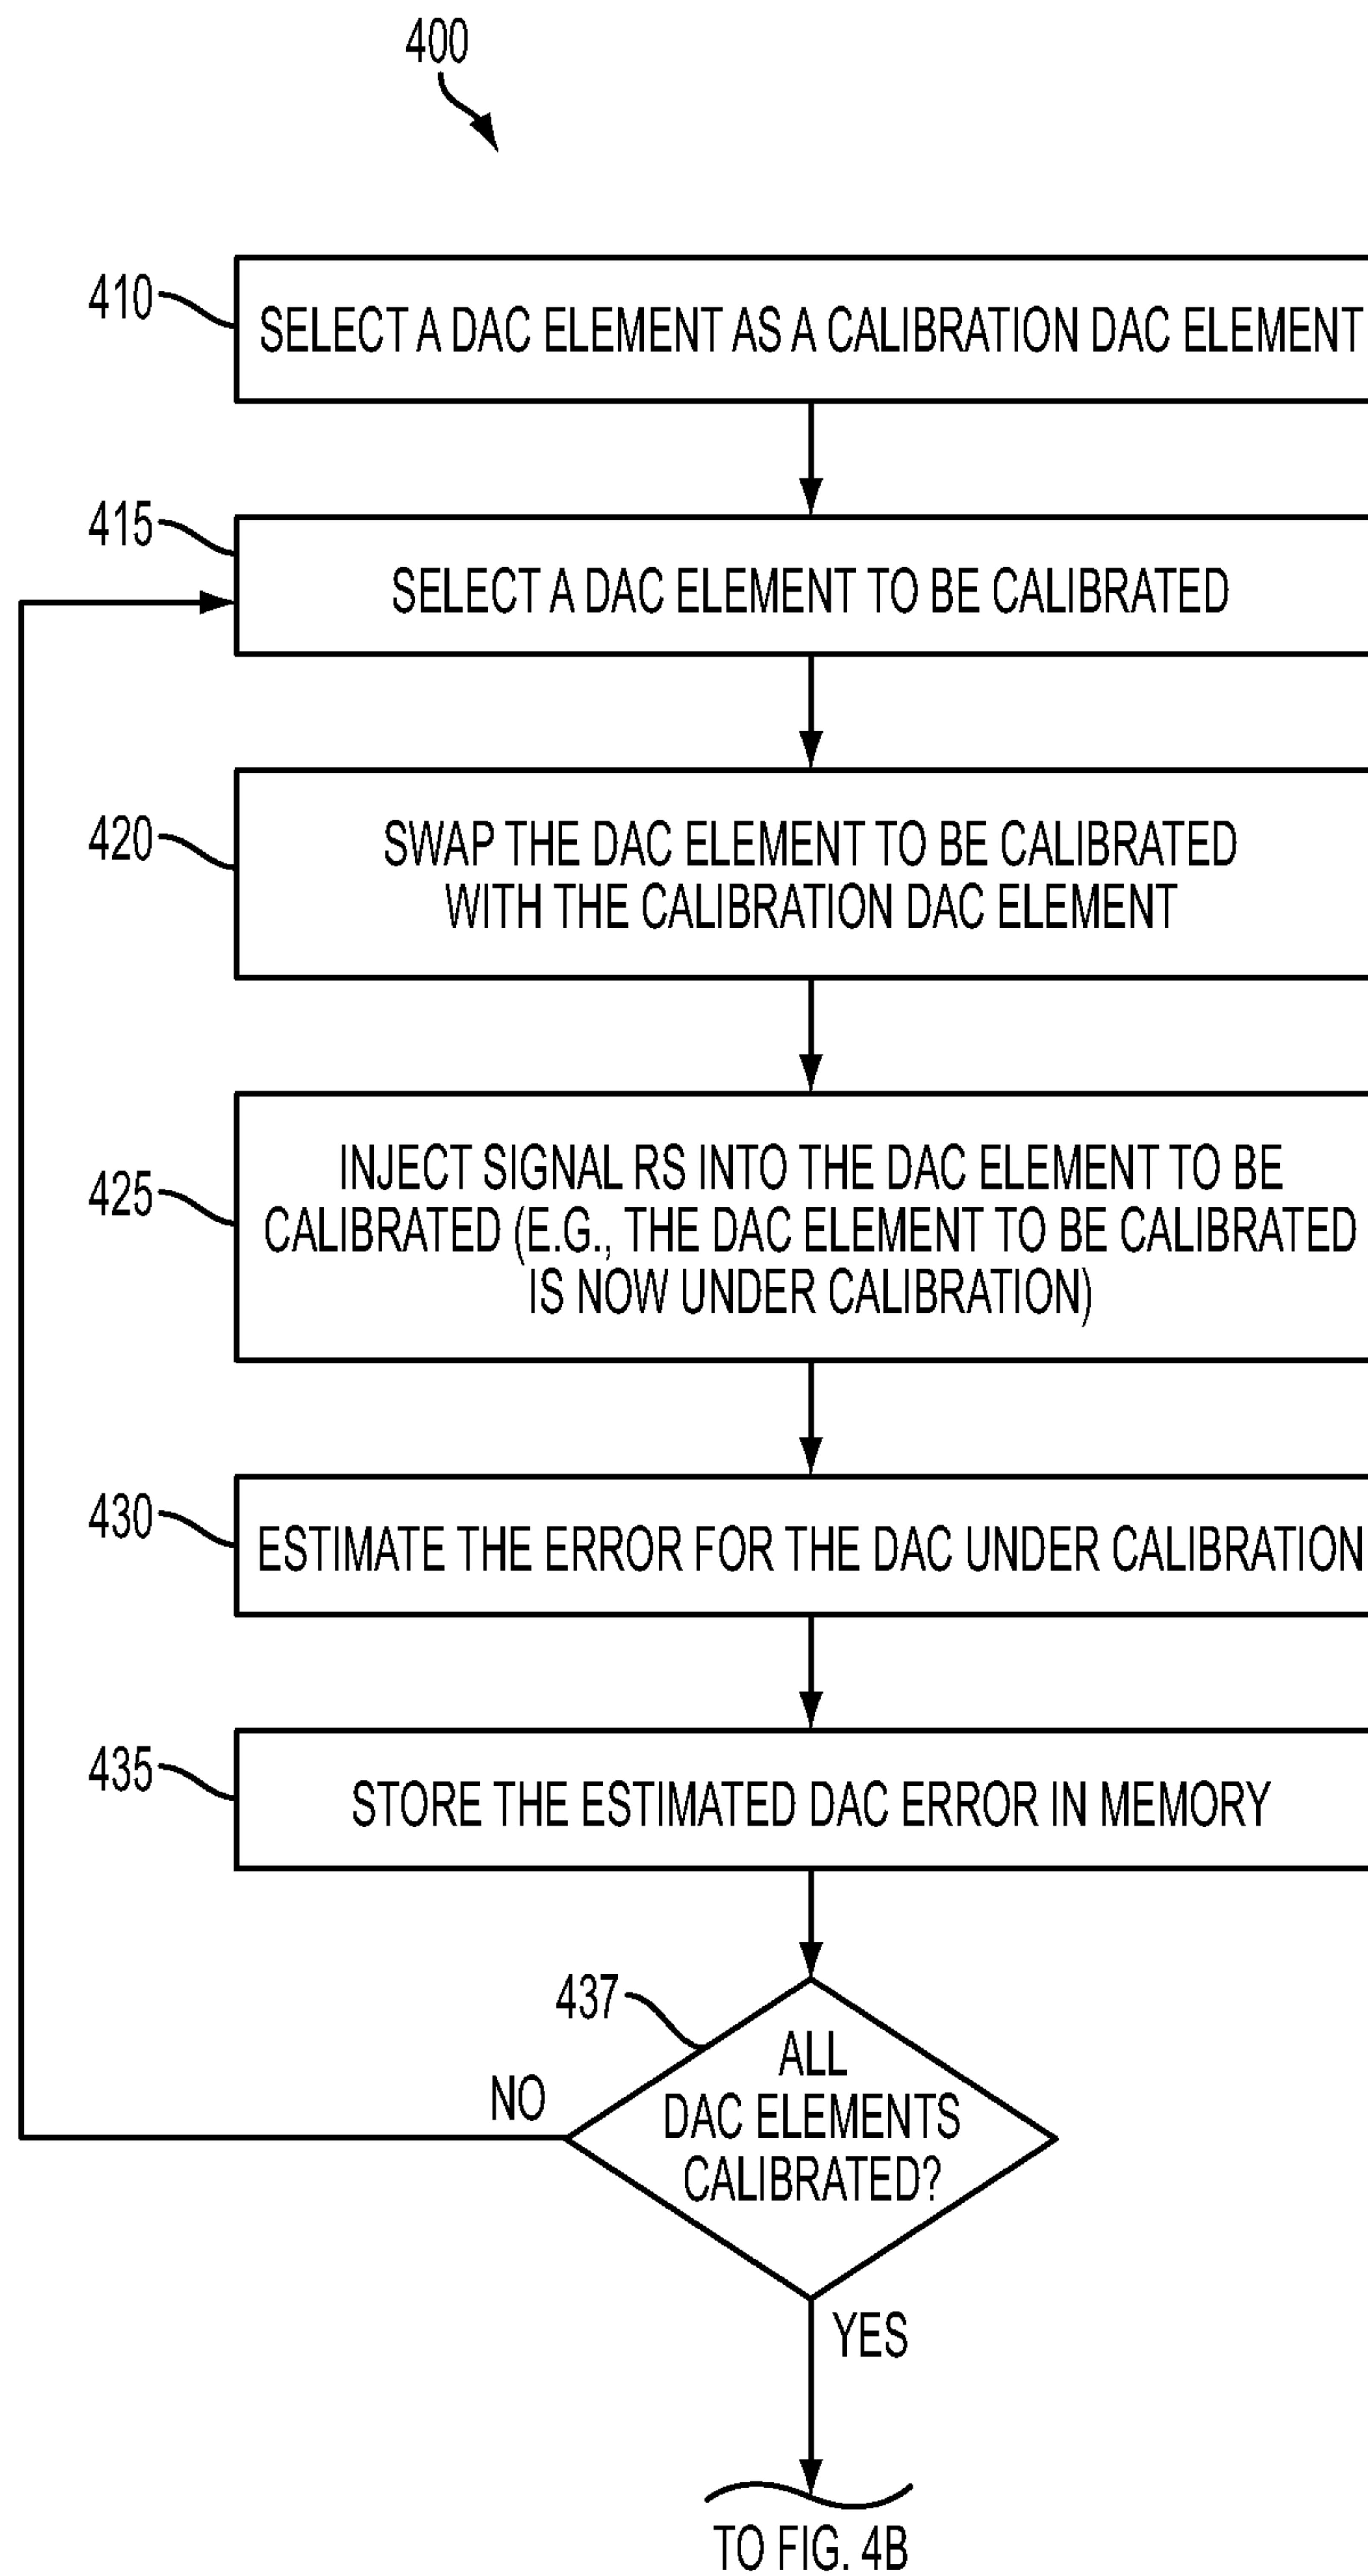 400
410
SELECT A DAC ELEMENT AS A CALIBRATION DAC ELEMENT
415
SELECT A DAC ELEMENT TO BE CALIBRATED
420
SWAP THE DAC ELEMENT TO BE CALIBRATED
WITH THE CALIBRATION DAC ELEMENT
425
INJECT SIGNAL RS INTO THE DAC ELEMENT TO BE
CALIBRATED (E.G., THE DAC ELEMENT TO BE CALIBRATED
IS NOW UNDER CALIBRATION)
430
ESTIMATE THE ERROR FOR THE DAC UNDER CALIBRATION
435
STORE THE ESTIMATED DAC ERROR IN MEMORY
437
ALL
DAC ELEMENTS
CALIBRATED?
NO
YES
TO FIG. 4B